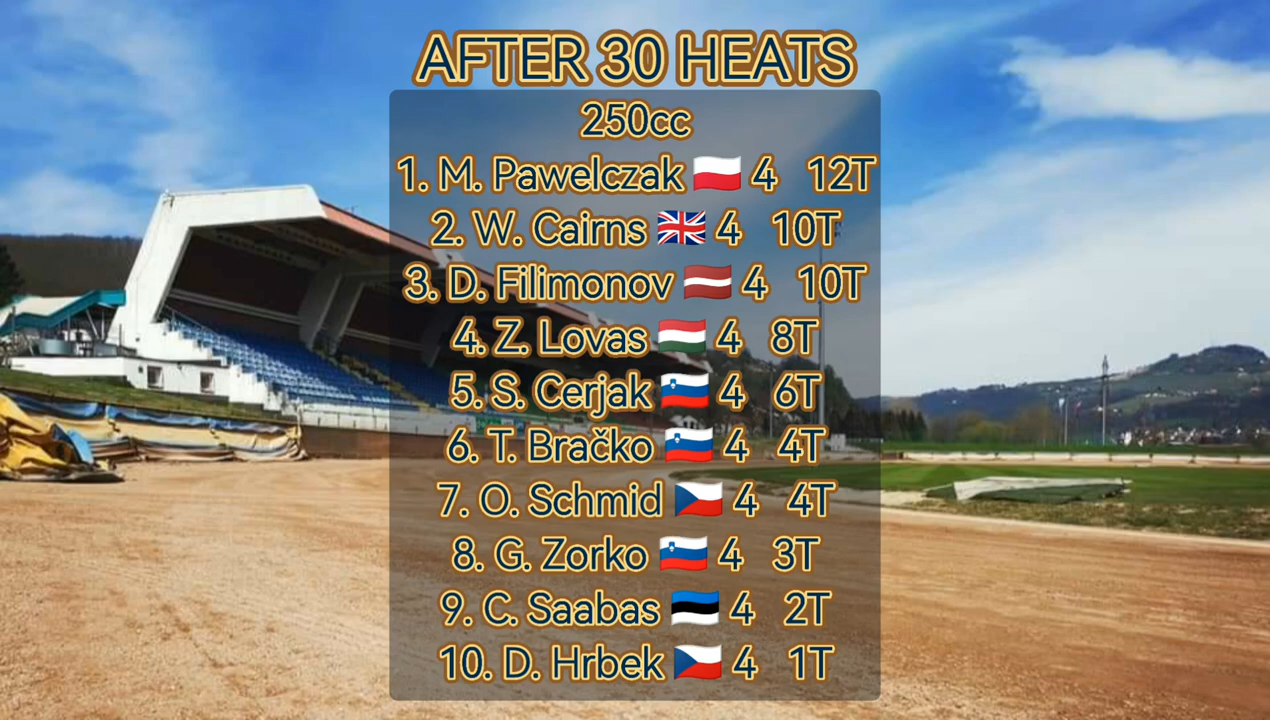 AFTER 30 HEATS
250cc
1. M. Pawelczak 🇵🇱 4 12T
2. W. Cairns 🇬🇧 4 10T
3. D. Filimonov 🇱🇻 4 10T
4. Z. Lovas 🇭🇺 4 8T
5. S. Cerjak 🇸🇮 4 6T
6. T. Bračko 🇸🇮 4 4T
7. O. Schmid 🇨🇿 4 4T
8. G. Zorko 🇸🇮 4 3T
9. C. Saabas 🇪🇪 4 2T
10. D. Hrbek 🇨🇿 4 1T